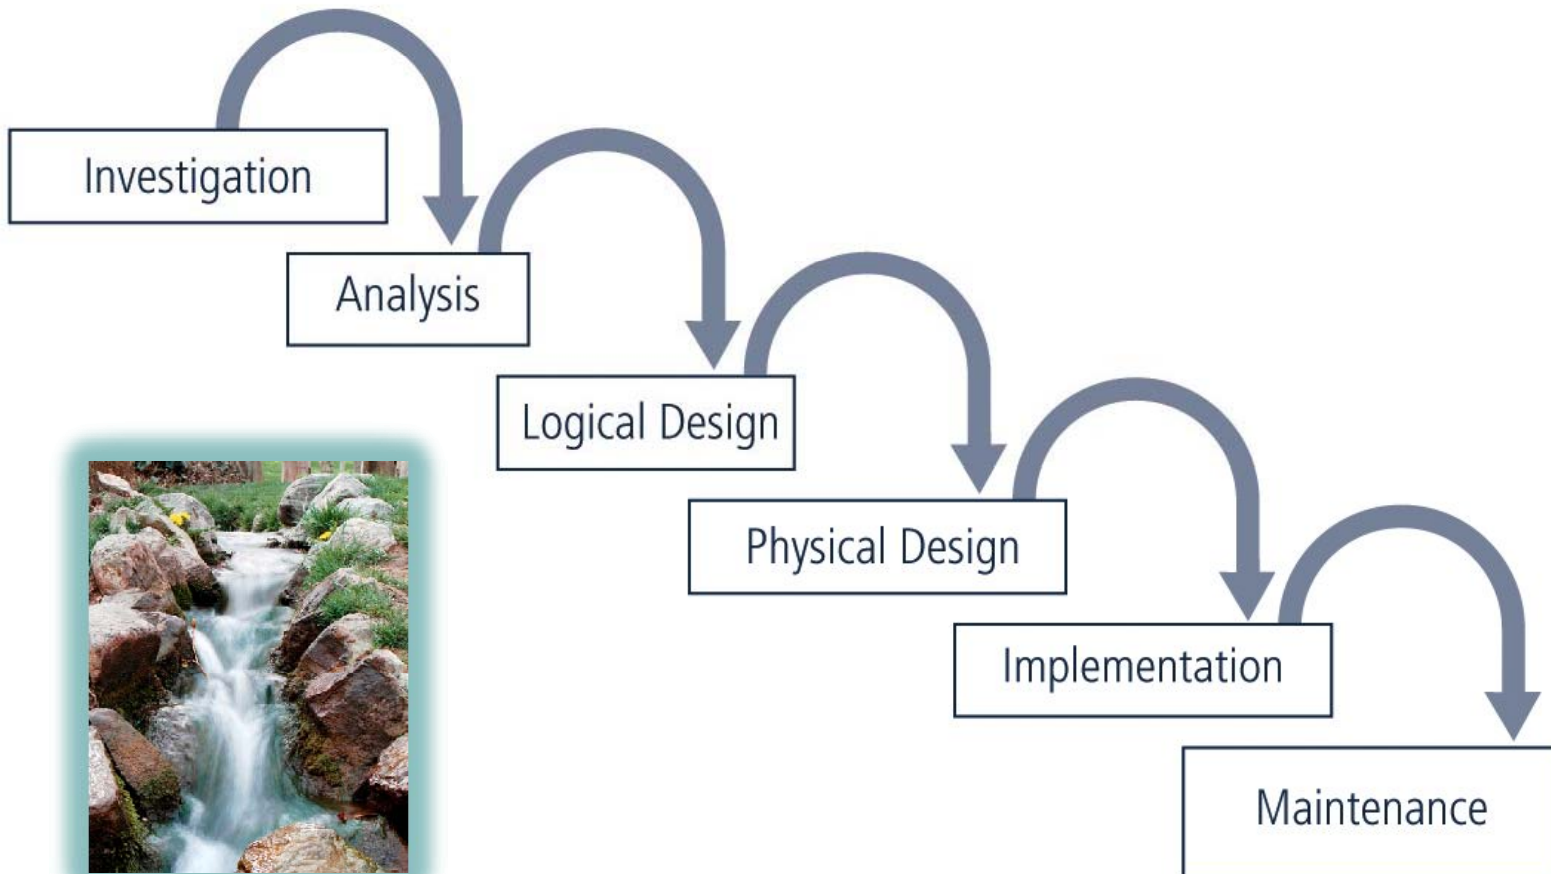 Investigation
Analysis
Logical Design
Physical Design
Implementation
Maintenance